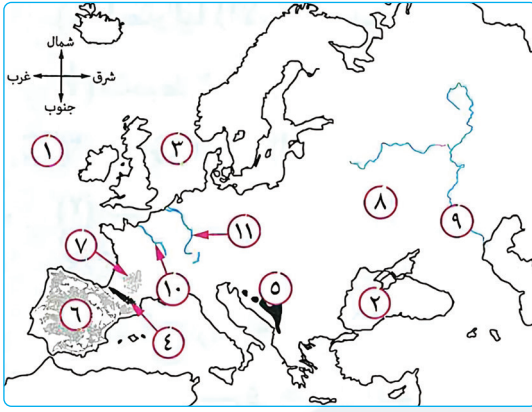 شمال
غرب
شرق
جنوب
١
٣
٨
٩
١١
٧
١٠
٥
٢
٦
٤